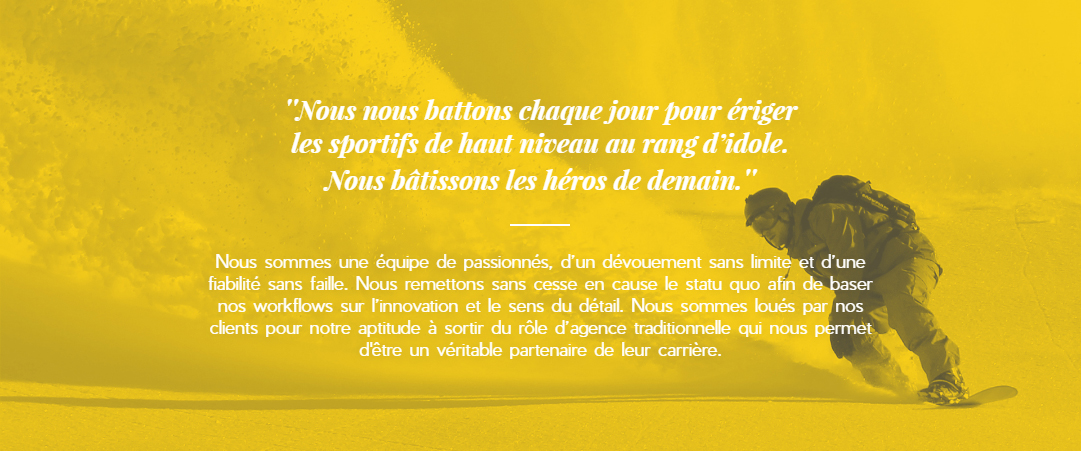 "Nous nous battons chaque jour pour ériger
les sportifs de haut niveau au rang d’idole.
Nous bâtissons les héros de demain."
Nous sommes une équipe de passionnés, d’un dévouement sans limite et d’une
fiabilité sans faille. Nous remettons sans cesse en cause le statu quo afin de baser
nos workflows sur l’innovation et le sens du détail. Nous sommes loués par nos
clients pour notre aptitude à sortir du rôle d’agence traditionnelle qui nous permet
d'être un véritable partenaire de leur carrière.